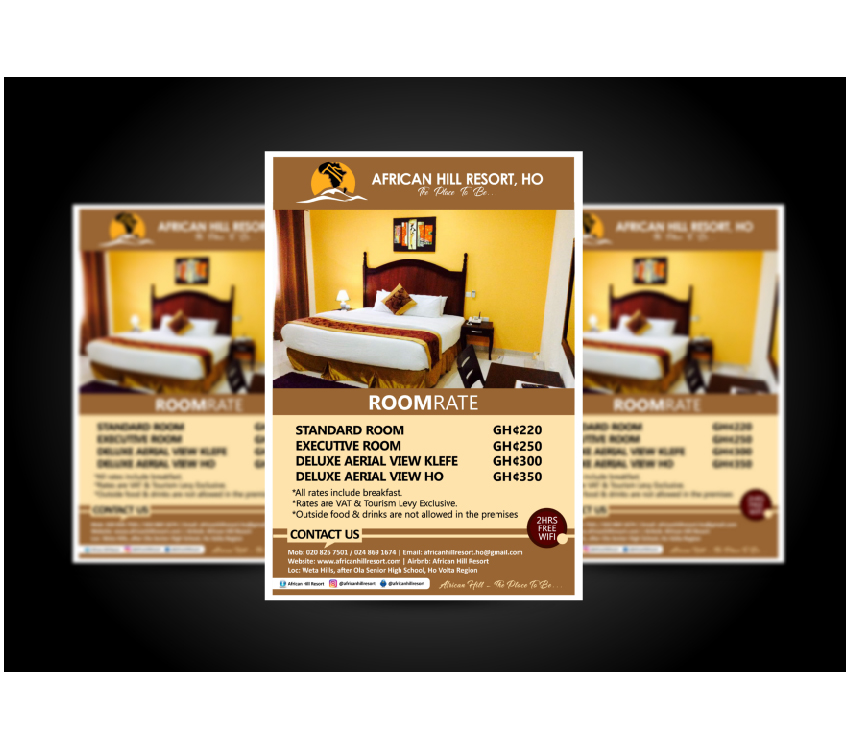 AFRICAN HILL RESORT, HO
The Place To Be..
ROOMRATE
STANDARD ROOM GH¢220
EXECUTIVE ROOM GH¢250
DELUXE AERIAL VIEW KLEFE GH¢300
DELUXE AERIAL VIEW HO GH¢350
*All rates include breakfast.
*Rates are VAT & Tourism Levy Exclusive.
*Outside food & drinks are not allowed in the premises
2HRS
FREE
WIFI
CONTACT US
Mob: 020 825 7501 / 024 863 1674 | Email: africanhillresort.ho@gmail.com
Website: www.africanhillresort.com | Airbnb: African Hill Resort
Loc: Weta Hills, after Ola Senior High School, Ho Volta Region
African Hill Resort @africanhillresort @africanhillresort African Hill - The Place To Be...